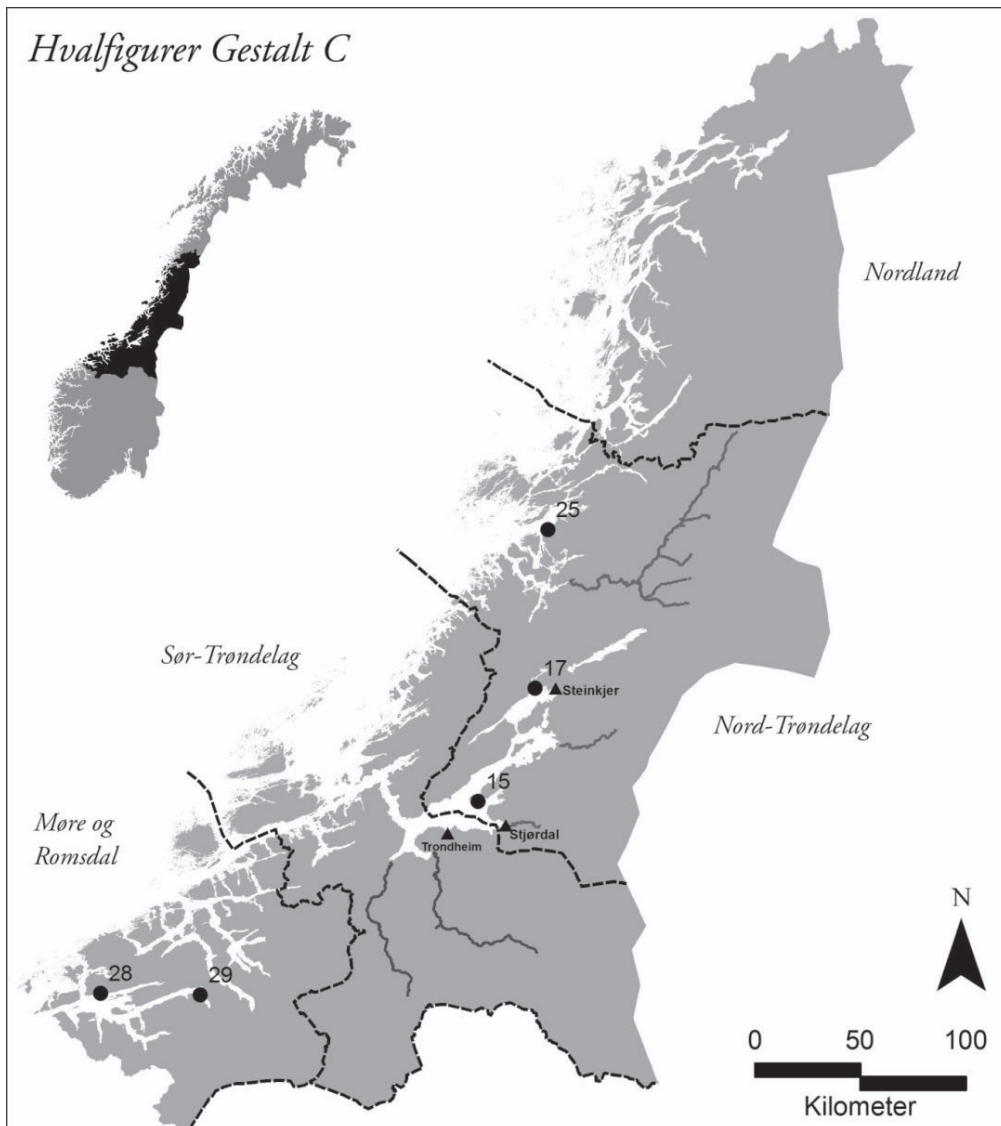 Hvalfigurer Gestalt C
Nordland
25
Sør-Trøndelag
17
Steinkjer
Nord-Trøndelag
15
Møre og
Romsdal
Stjørdal
Trondheim
N
28
29
0 50 100
Kilometer